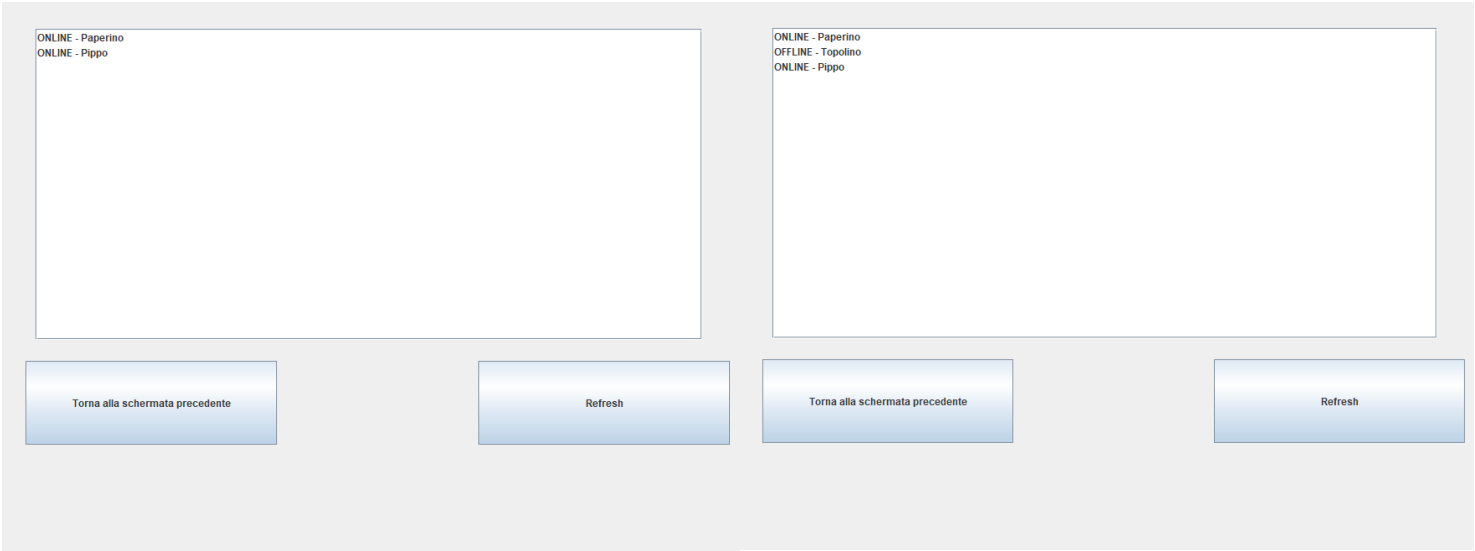 ONLINE - Paperino
ONLINE - Pippo
Torna alla schermata precedente
Refresh
ONLINE - Paperino
OFFLINE - Topolino
ONLINE - Pippo
Torna alla schermata precedente
Refresh